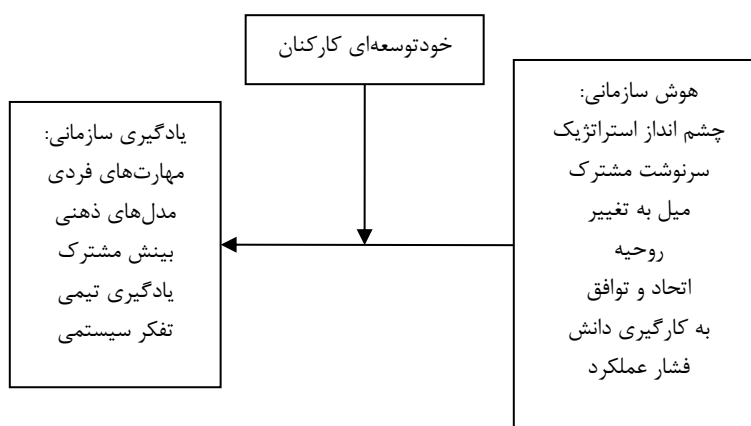 خودتوسعه‌ای کارکنان
هوش سازمانی:
چشم انداز استراتژیک
سرنوشت مشترک
میل به تغییر
روحیه
اتحاد و توافق
به کارگیری دانش
فشار عملکرد
یادگیری سازمانی:
مهارت‌های فردی
مدل‌های ذهنی
بینش مشترک
یادگیری تیمی
تفکر سیستمی